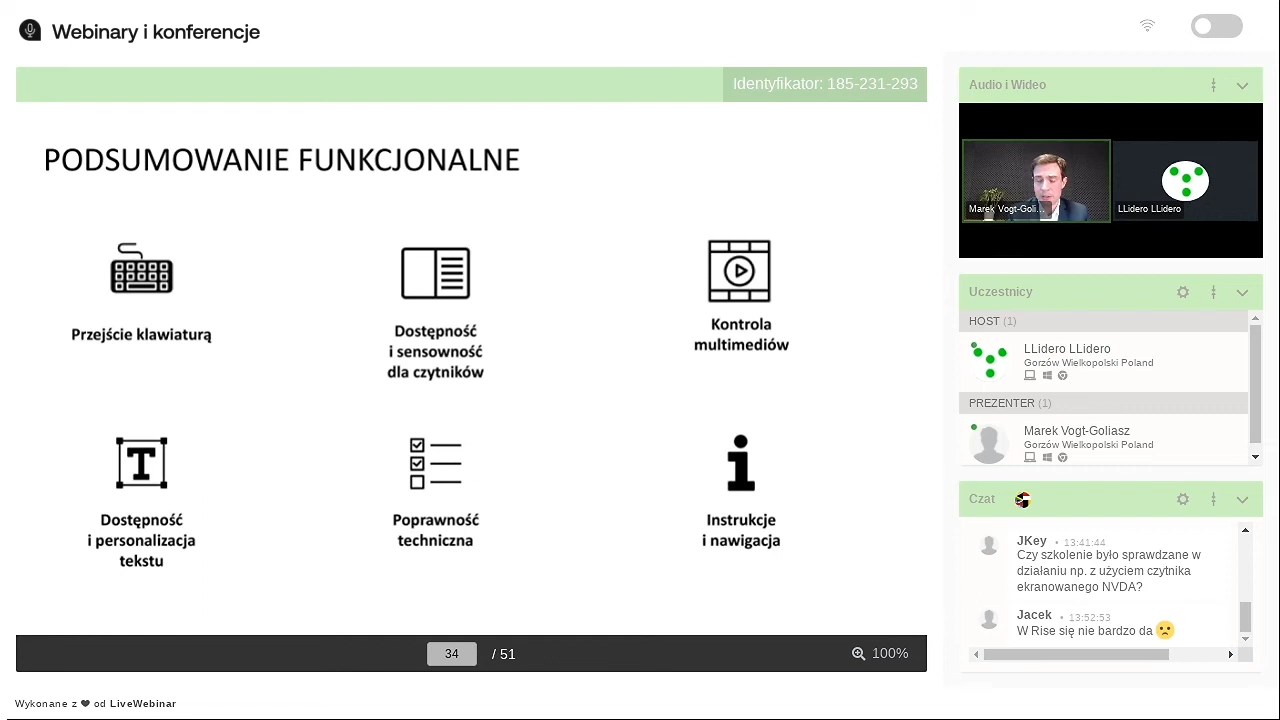 Webinary i konferencje
Identyfikator: 185-231-293
PODSUMOWANIE FUNKCJONALNE
Przejście klawiaturą
Dostępność
i sensowność
dla czytników
Kontrola
multimediów
T
Dostępność
i personalizacja
tekstu
Poprawność
techniczna
Instrukcje
i nawigacja
34 / 51
100%
Wykonane z od LiveWebinar
Audio i Wideo
Marek Vogt-Goli...
LLidero LLidero
Uczestnicy
HOST (1)
LLidero LLidero
Gorzów Wielkopolski Poland
PREZENTER (1)
Marek Vogt-Goliasz
Gorzów Wielkopolski Poland
Czat
JKey • 13:41:44
Czy szkolenie było sprawdzane w
działaniu np. z użyciem czytnika
ekranowanego NVDA?
Jacek • 13:52:53
W Rise się nie bardzo da